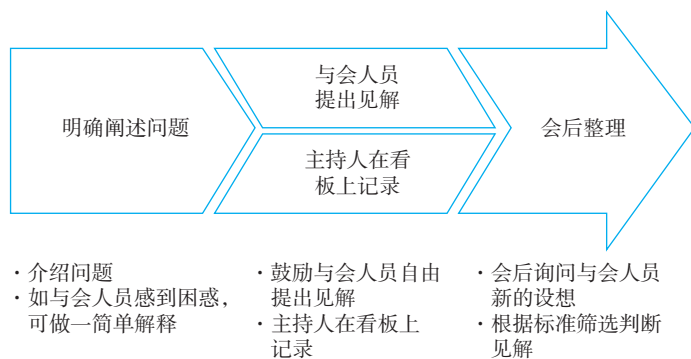 明确阐述问题
与会人员
提出见解
主持人在看
板上记录
会后整理
·介绍问题
·如与会人员感到困惑，
可做一简单解释
·鼓励与会人员自由
提出见解
·主持人在看板上
记录
·会后询问与会人员
新的设想
·根据标准筛选判断
见解